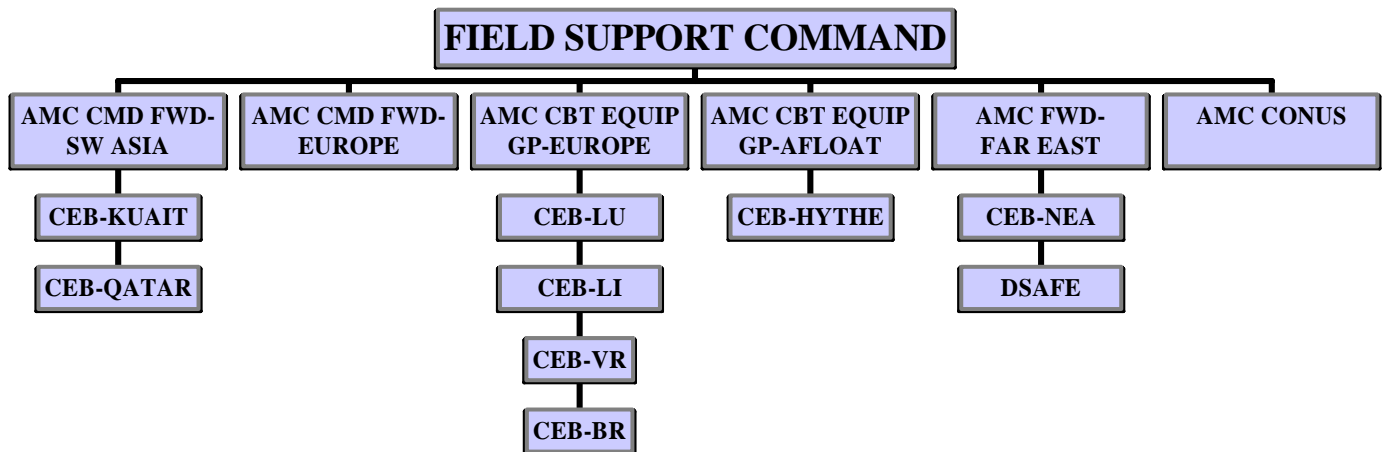 FIELD SUPPORT COMMAND
AMC CMD FWD-
SW ASIA
AMC CMD FWD-
EUROPE
AMC CBT EQUIP
GP-EUROPE
AMC CBT EQUIP
GP-AFLOAT
AMC FWD-
FAR EAST
AMC CONUS
CEB-KUAIT
CEB-LU
CEB-HYTHE
CEB-NEA
CEB-QATAR
CEB-LI
DSAFE
CEB-VR
CEB-BR